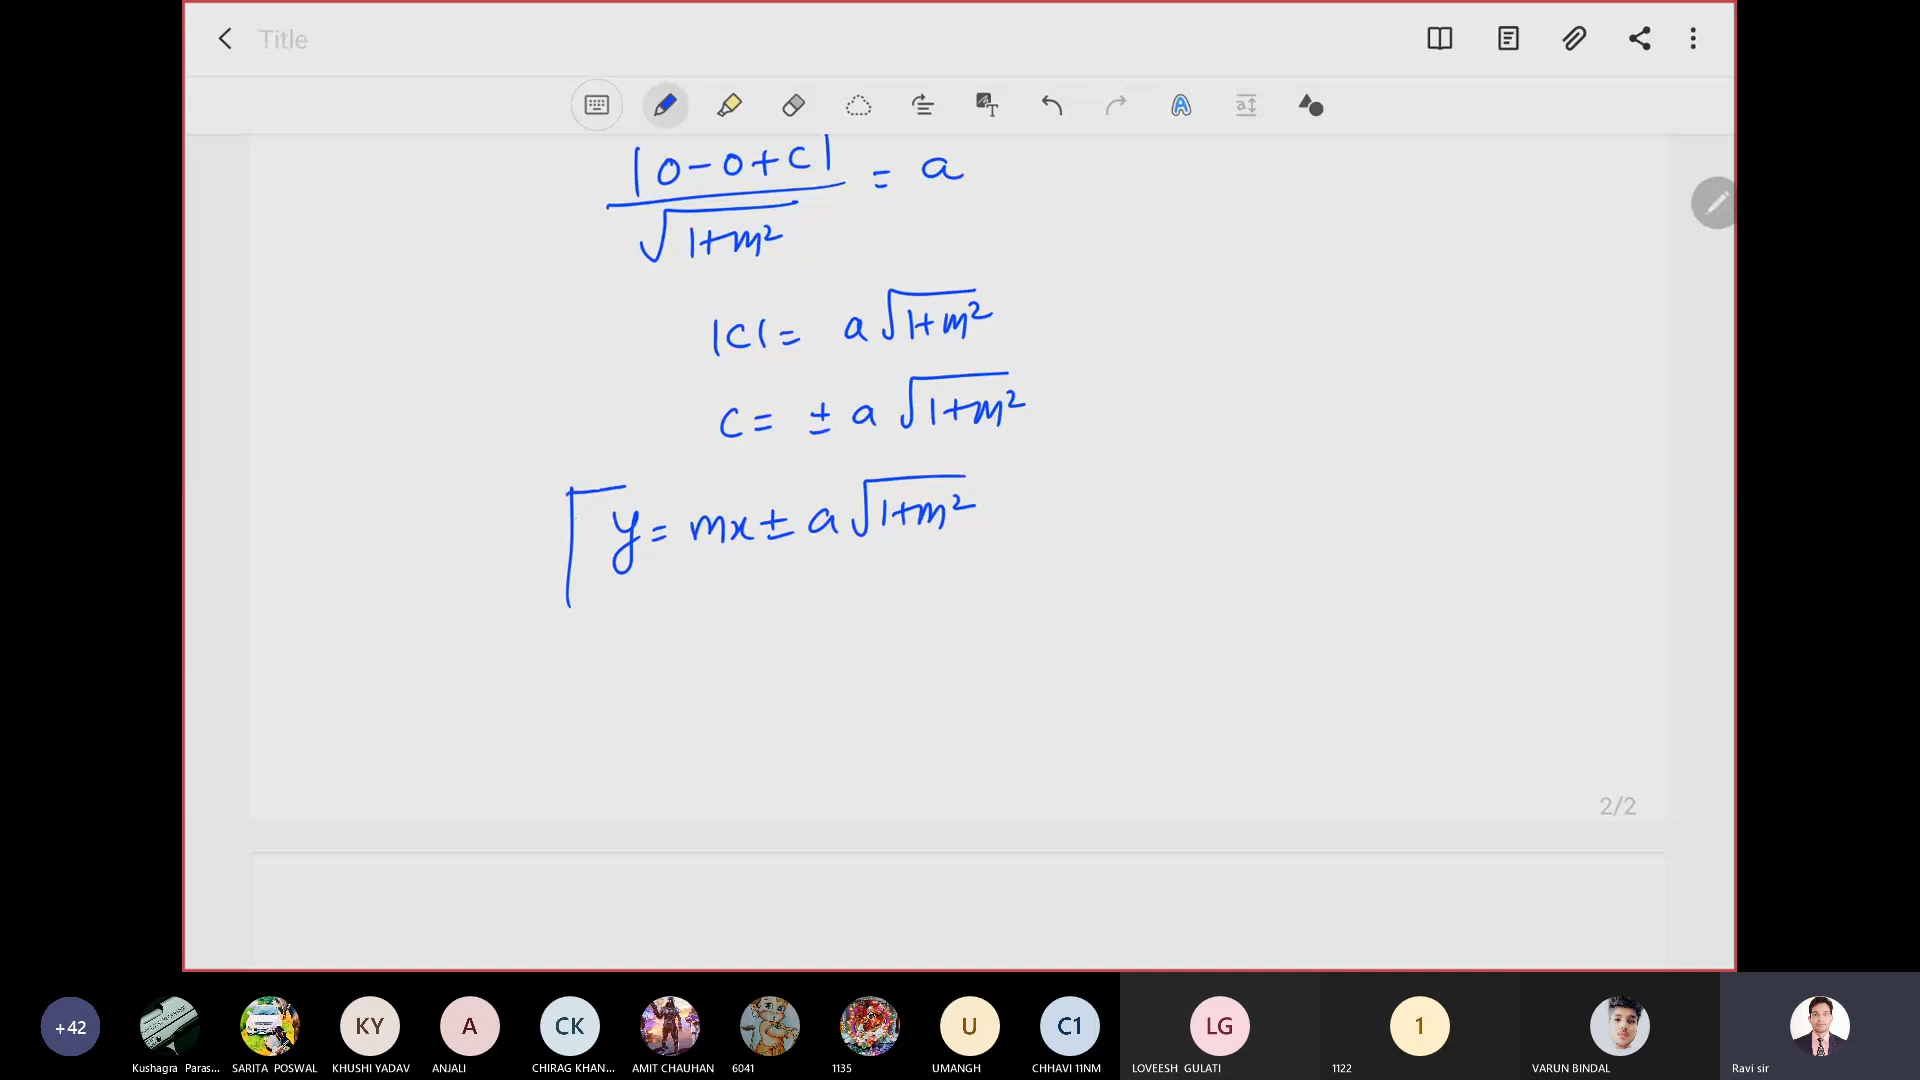 Title
|0-0+c| / √1+m² = a
|c| = a √1+m²
c = ± a √1+m²
y = mx ± a √1+m²
2/2
+42
KY
A
CK
U
C1
LG
1
Kushagra Paras...
SARITA POSWAL
KHUSHI YADAV
ANJALI
CHIRAG KHAN...
AMIT CHAUHAN
6041
1135
UMANGH
CHHAVI 11NM
LOVEESH GULATI
1122
VARUN BINDAL
Ravi sir